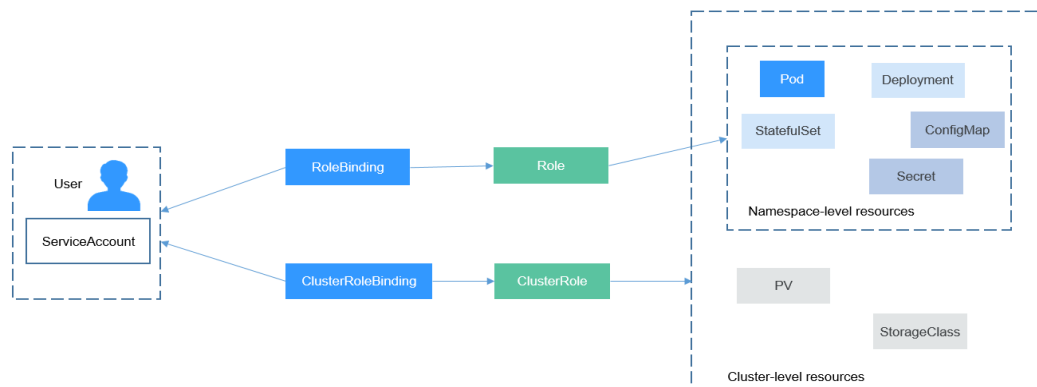 User
ServiceAccount
RoleBinding
Role
ClusterRoleBinding
ClusterRole
Pod
Deployment
StatefulSet
ConfigMap
Secret
Namespace-level resources
PV
StorageClass
Cluster-level resources